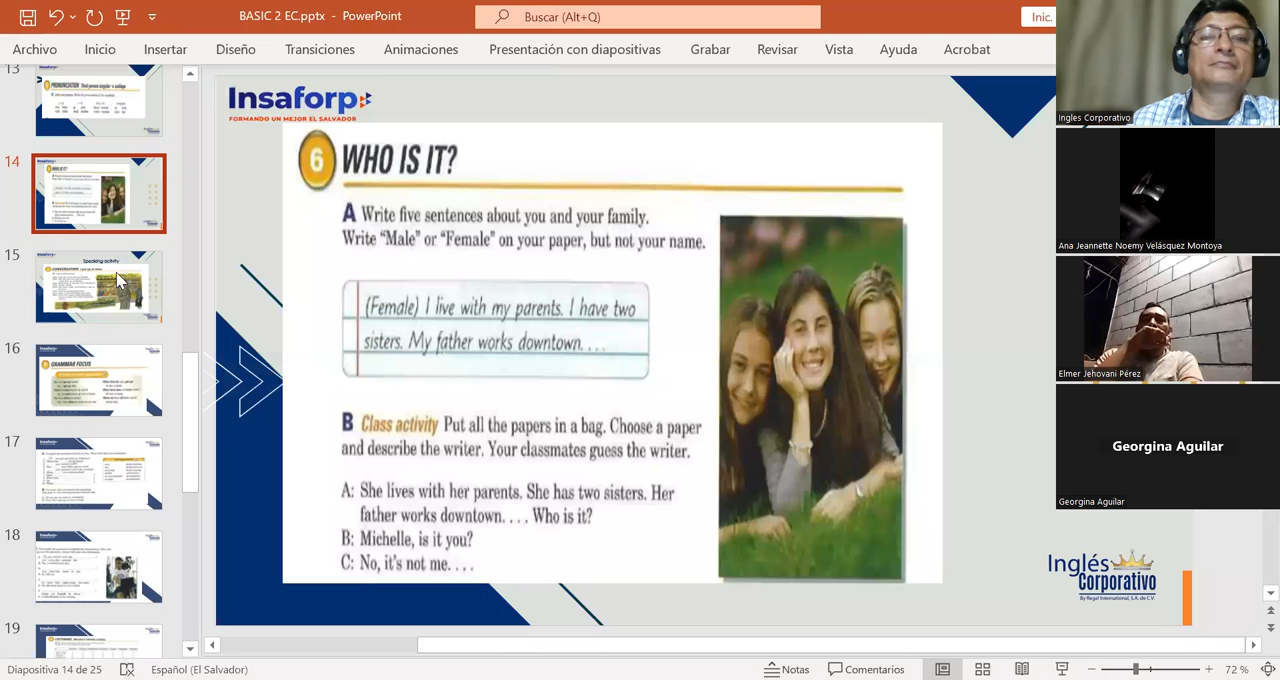 BASIC 2 EC.pptx - PowerPoint
Buscar (Alt+Q)
Inic.
Archivo Inicio Insertar Diseño Transiciones Animaciones Presentación con diapositivas Grabar Revisar Vista Ayuda Acrobat
13
PRONUNCIATION
14
WHO IS IT?
15
Speaking activity
CONVERSATION
16
GRAMMAR FOCUS
17
18
19
Insaforp
FORMANDO UN MEJOR EL SALVADOR
6 WHO IS IT?
A Write five sentences about you and your family.
Write “Male” or “Female” on your paper, but not your name.
(Female) I live with my parents. I have two
sisters. My father works downtown. . . .
B Class activity Put all the papers in a bag. Choose a paper
and describe the writer. Your classmates guess the writer.
A: She lives with her parents. She has two sisters. Her
father works downtown. . . . Who is it?
B: Michelle, is it you?
C: No, it's not me. . . .
Inglés
Corporativo
By Regal International, S.A. de C.V.
Ingles Corporativo
Ana Jeannette Noemy Velásquez Montoya
Elmer Jehovani Pérez
Georgina Aguilar
Georgina Aguilar
Diapositiva 14 de 25 Español (El Salvador) Notas Comentarios 72 %